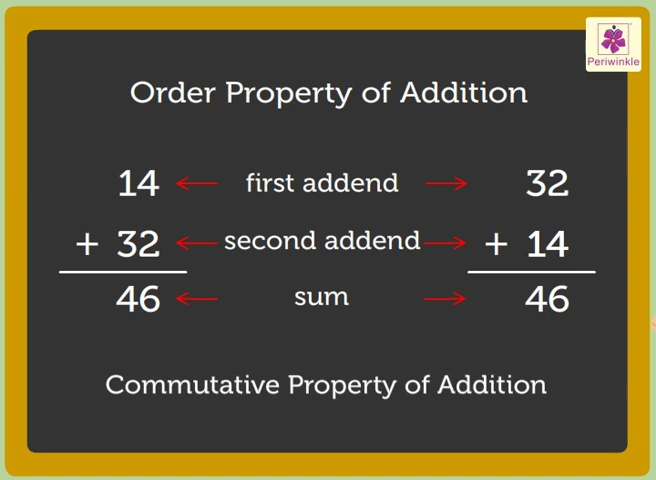 Periwinkle
Order Property of Addition
14 first addend 32
+ 32 second addend + 14
46 sum 46
Commutative Property of Addition